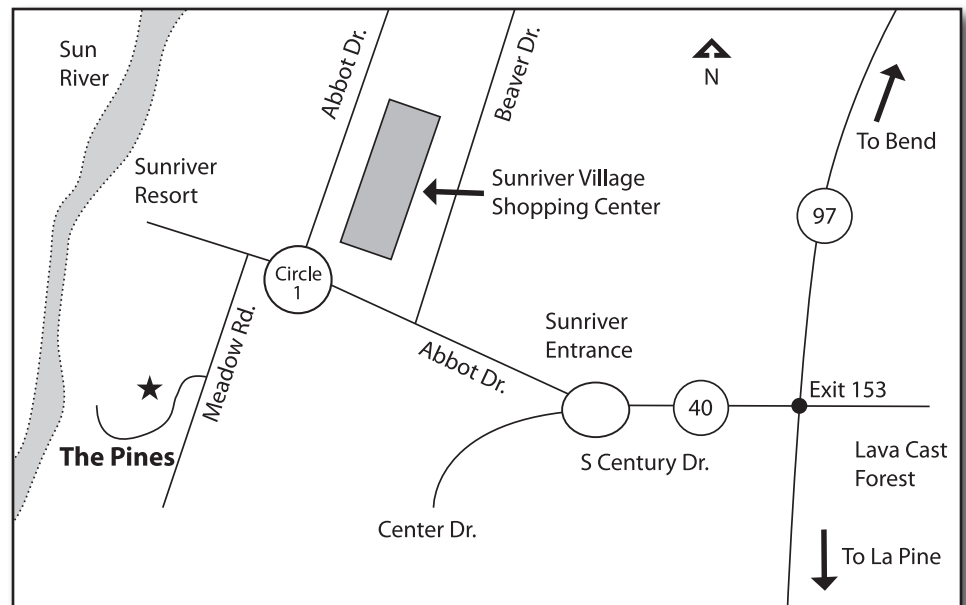 Sun
River
Abbot Dr.
Beaver Dr.
N
To Bend
Sunriver
Resort
Sunriver Village
Shopping Center
97
Circle
1
Meadow Rd.
Sunriver
Entrance
Abbot Dr.
Exit 153
40
The Pines
S Century Dr.
Lava Cast
Forest
Center Dr.
To La Pine